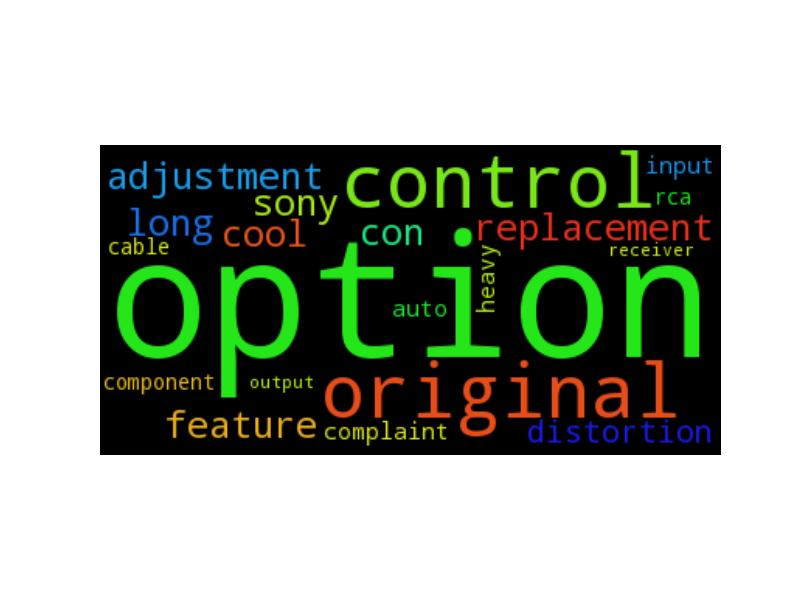 adjustment control input
sony rca
long cool con replacement
cable receiver
heavy
option
auto
component output original
feature complaint distortion